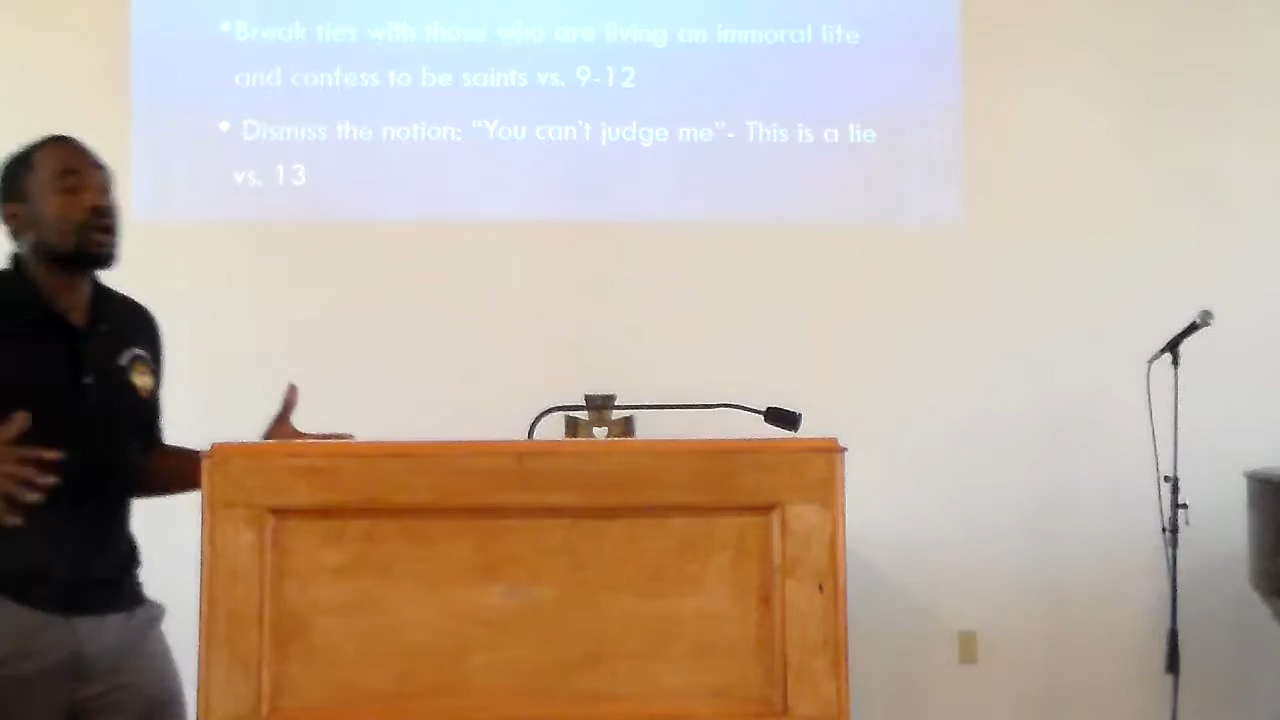 •Break ties with those who are living an immoral life
and confess to be saints vs. 9-12
• Dismiss the notion: “You can’t judge me”- This is a lie
vs. 13